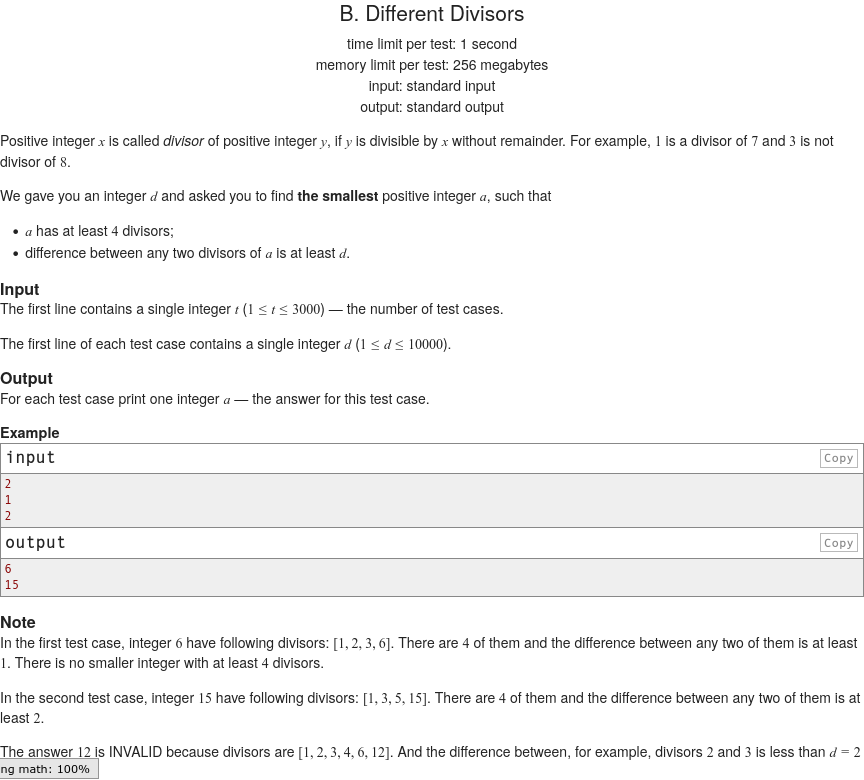 B. Different Divisors
time limit per test: 1 second
memory limit per test: 256 megabytes
input: standard input
output: standard output
Positive integer x is called divisor of positive integer y, if y is divisible by x without remainder. For example, 1 is a divisor of 7 and 3 is not
divisor of 8.
We gave you an integer d and asked you to find the smallest positive integer a, such that
• a has at least 4 divisors;
• difference between any two divisors of a is at least d.
Input
The first line contains a single integer t (1 ≤ t ≤ 3000) — the number of test cases.
The first line of each test case contains a single integer d (1 ≤ d ≤ 10000).
Output
For each test case print one integer a — the answer for this test case.
Example
input Copy
2
1
2
output Copy
6
15
Note
In the first test case, integer 6 have following divisors: [1, 2, 3, 6]. There are 4 of them and the difference between any two of them is at least
1. There is no smaller integer with at least 4 divisors.
In the second test case, integer 15 have following divisors: [1, 3, 5, 15]. There are 4 of them and the difference between any two of them is at
least 2.
The answer 12 is INVALID because divisors are [1, 2, 3, 4, 6, 12]. And the difference between, for example, divisors 2 and 3 is less than d = 2
ng math: 100%